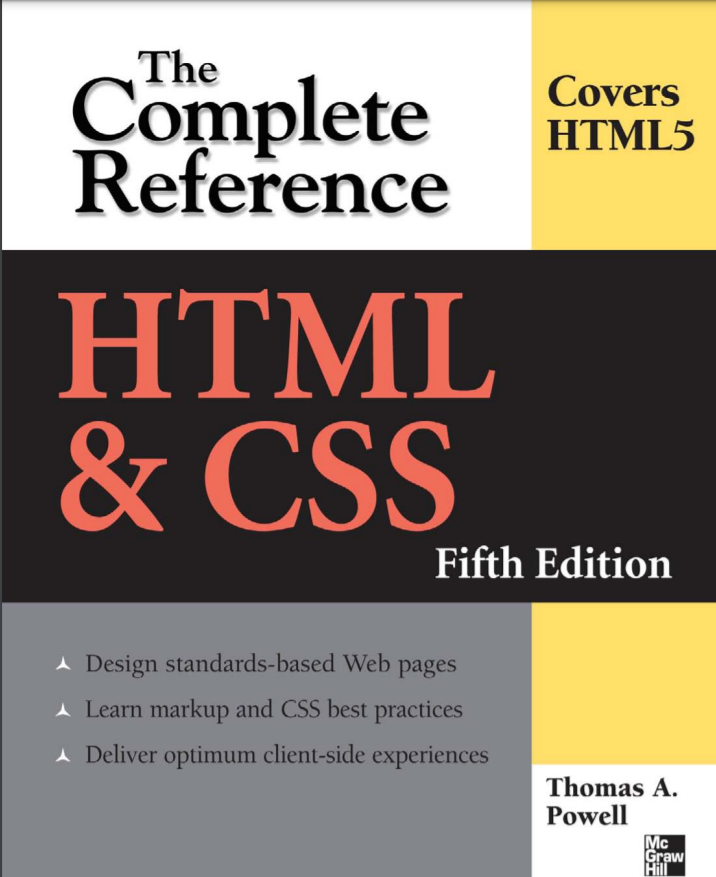 The
Complete
Reference
Covers
HTML5
HTML
& CSS
Fifth Edition
Design standards-based Web pages
Learn markup and CSS best practices
Deliver optimum client-side experiences
Thomas A.
Powell
Mc
Graw
Hill